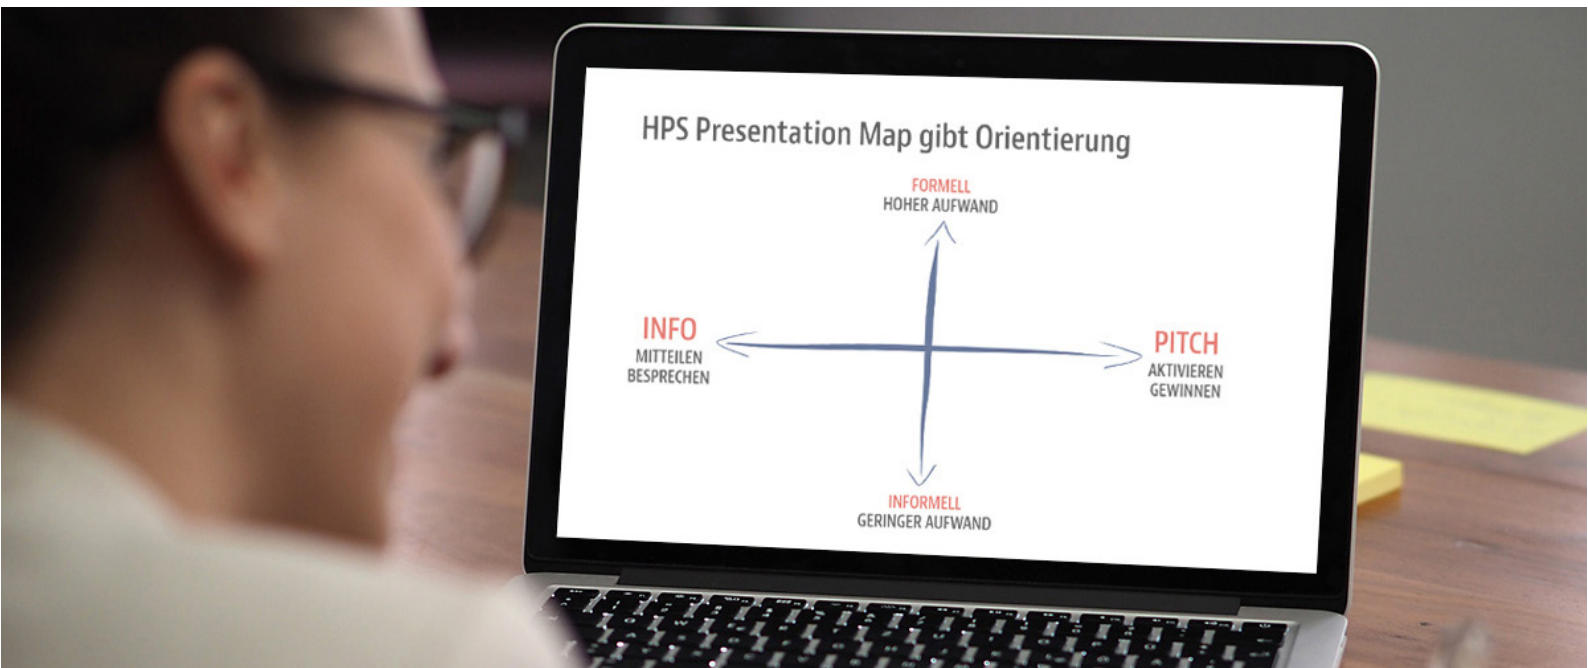 HPS Presentation Map gibt Orientierung
FORMELL
HOHER AUFWAND
INFO
MITTEILEN
BESPRECHEN
PITCH
AKTIVIEREN
GEWINNEN
INFORMELL
GERINGER AUFWAND